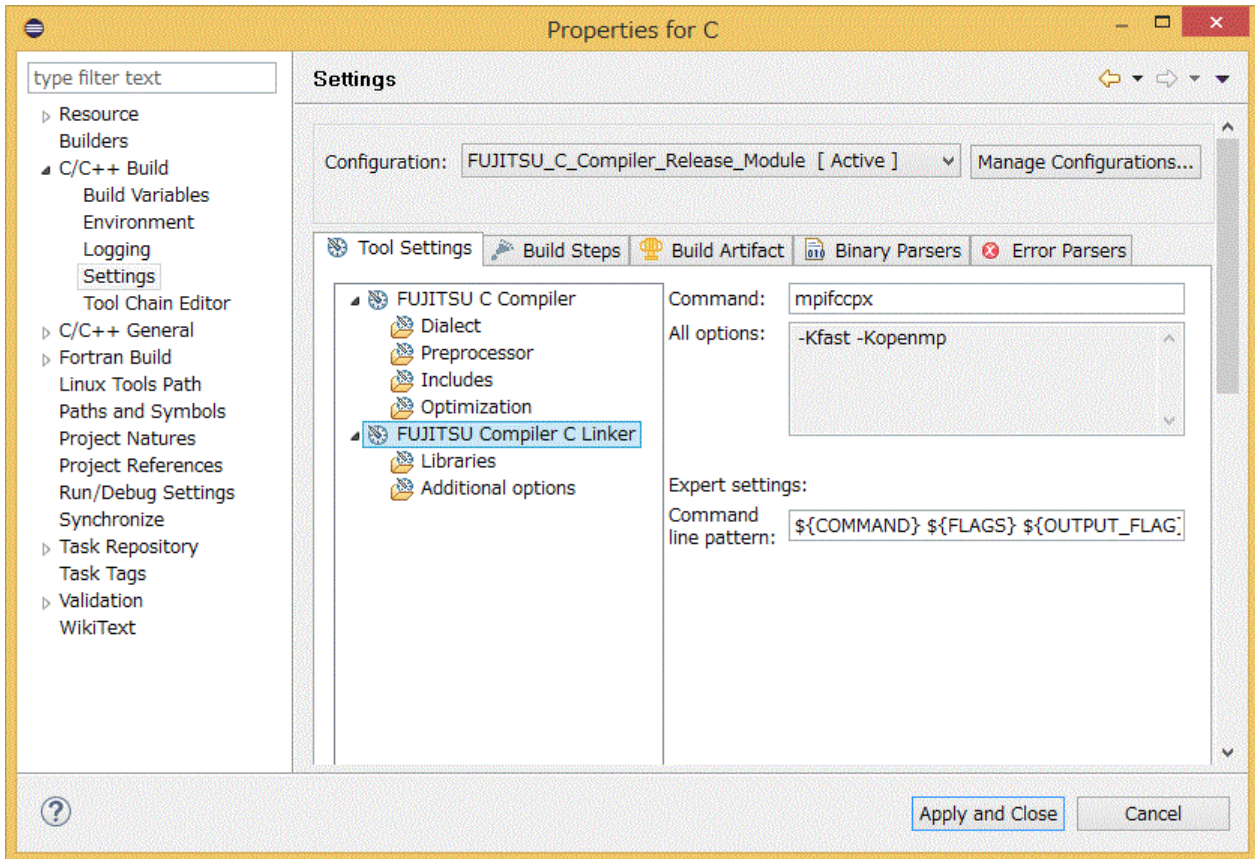 Properties for C
type filter text
Resource
Builders
C/C++ Build
Build Variables
Environment
Logging
Settings
Tool Chain Editor
C/C++ General
Fortran Build
Linux Tools Path
Paths and Symbols
Project Natures
Project References
Run/Debug Settings
Synchronize
Task Repository
Task Tags
Validation
WikiText
Settings
Configuration: FUJITSU_C_Compiler_Release_Module [ Active ] Manage Configurations...
Tool Settings Build Steps Build Artifact 010 Binary Parsers Error Parsers
FUJITSU C Compiler
Dialect
Preprocessor
Includes
Optimization
FUJITSU Compiler C Linker
Libraries
Additional options
Command: mpifccpx
All options: -Kfast -Kopenmp
Expert settings:
Command
line pattern: ${COMMAND} ${FLAGS} ${OUTPUT_FLAG}
? Apply and Close Cancel